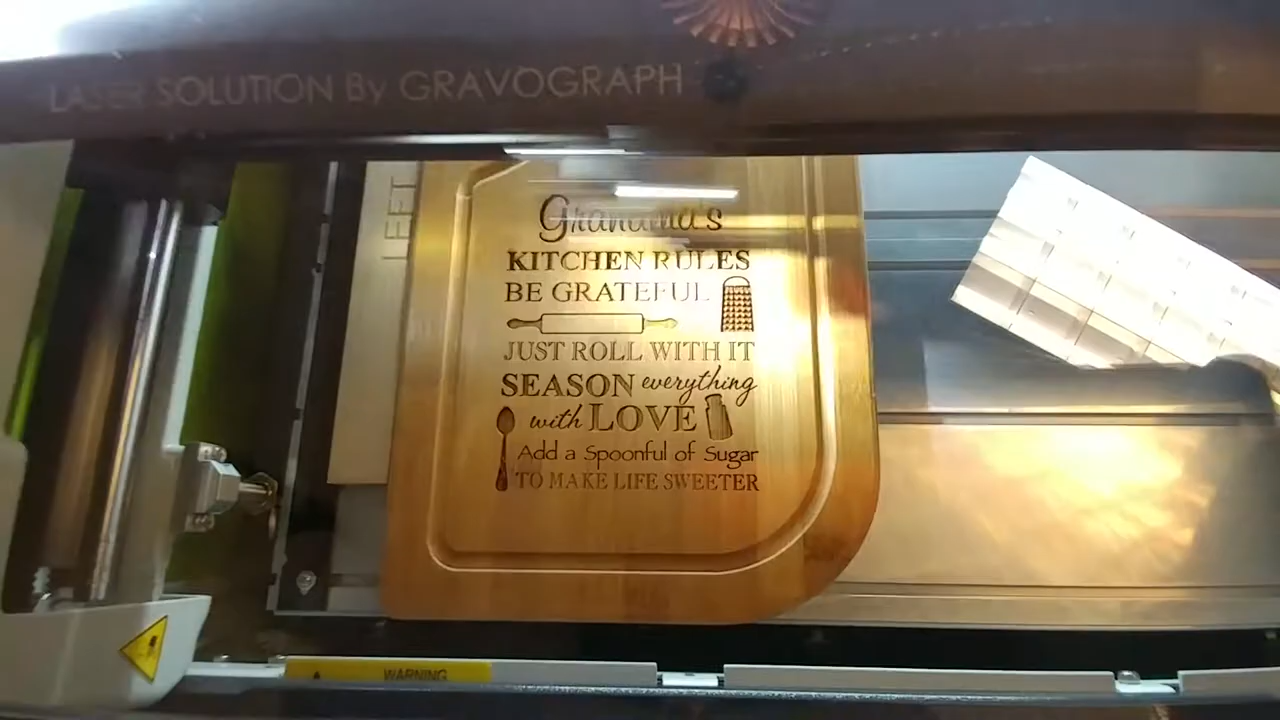 LASER SOLUTION By GRAVOGRAPH
LEFT
Grandma's
KITCHEN RULES
BE GRATEFUL
JUST ROLL WITH IT
SEASON everything
with LOVE
Add a Spoonful of Sugar
TO MAKE LIFE SWEETER
WARNING